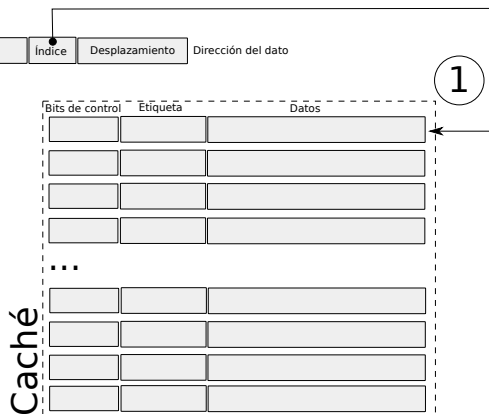 Índice Desplazamiento Dirección del dato
1
Bits de control Etiqueta Datos
...
Caché